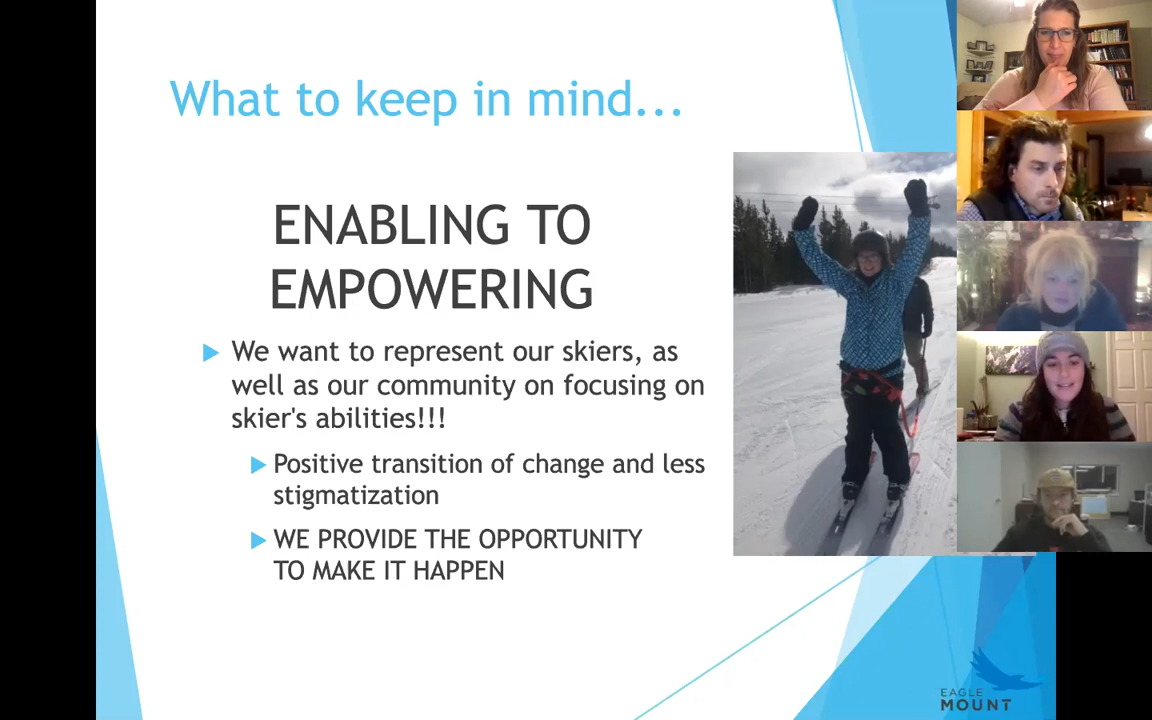 What to keep in mind...
ENABLING TO
EMPOWERING
We want to represent our skiers, as
well as our community on focusing on
skier's abilities!!!
Positive transition of change and less
stigmatization
WE PROVIDE THE OPPORTUNITY
TO MAKE IT HAPPEN
EAGLE
MOUNT